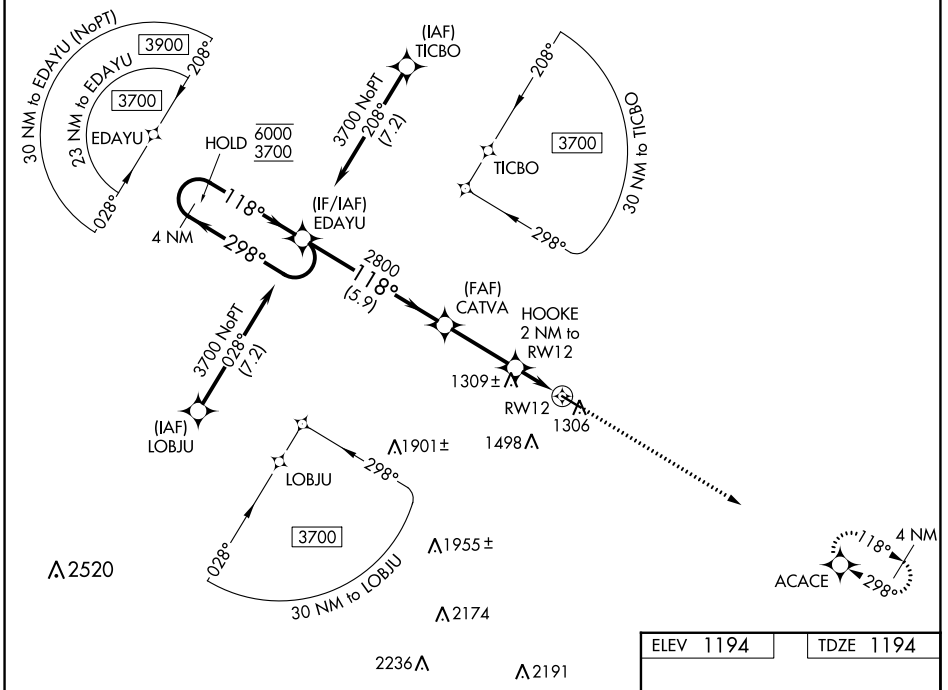 30 NM to EDAYU (NoPT)
3900
208°
23 NM to EDAYU
3700
EDAYU
028°
HOLD
6000
3700
118°
4 NM
298°
(IAF)
TICBO
3700 NoPT
208°
(7.2)
(IF/IAF)
EDAYU
208°
3700
TICBO
298°
30 NM to TICBO
2800
118°
(5.9)
(FAF)
CATVA
HOOKE
2 NM to
RW12
1309±
RW12
1306
3700 NoPT
028°
(7.2)
(IAF)
LOBJU
1901±
1498
298°
LOBJU
028°
3700
30 NM to LOBJU
2520
1955±
2174
2236
2191
118°
4 NM
298°
ACACE
ELEV 1194
TDZE 1194